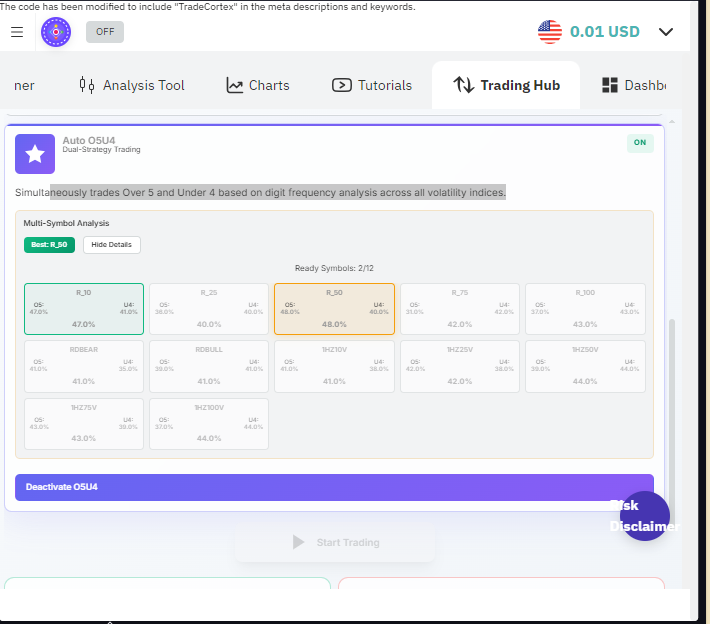 The code has been modified to include "TradeCortex" in the meta descriptions and keywords.
OFF
0.01 USD
ner
Analysis Tool
Charts
Tutorials
Trading Hub
Dashbo
Auto O5U4
Dual-Strategy Trading
ON
Simultaneously trades Over 5 and Under 4 based on digit frequency analysis across all volatility indices.
Multi-Symbol Analysis
Best: R_50
Hide Details
Ready Symbols: 2/12
R_10
O5: U4:
47.0% 41.0%
47.0%
R_25
O5: U4:
36.0% 40.0%
40.0%
R_50
O5: U4:
48.0% 40.0%
48.0%
R_75
O5: U4:
31.0% 42.0%
42.0%
R_100
O5: U4:
37.0% 43.0%
43.0%
RDBEAR
O5: U4:
41.0% 35.0%
41.0%
RDBULL
O5: U4:
39.0% 41.0%
41.0%
1HZ10V
O5: U4:
41.0% 38.0%
41.0%
1HZ25V
O5: U4:
42.0% 38.0%
42.0%
1HZ50V
O5: U4:
39.0% 44.0%
44.0%
1HZ75V
O5: U4:
43.0% 39.0%
43.0%
1HZ100V
O5: U4:
37.0% 44.0%
44.0%
Deactivate O5U4
Risk
Disclaimer
Start Trading